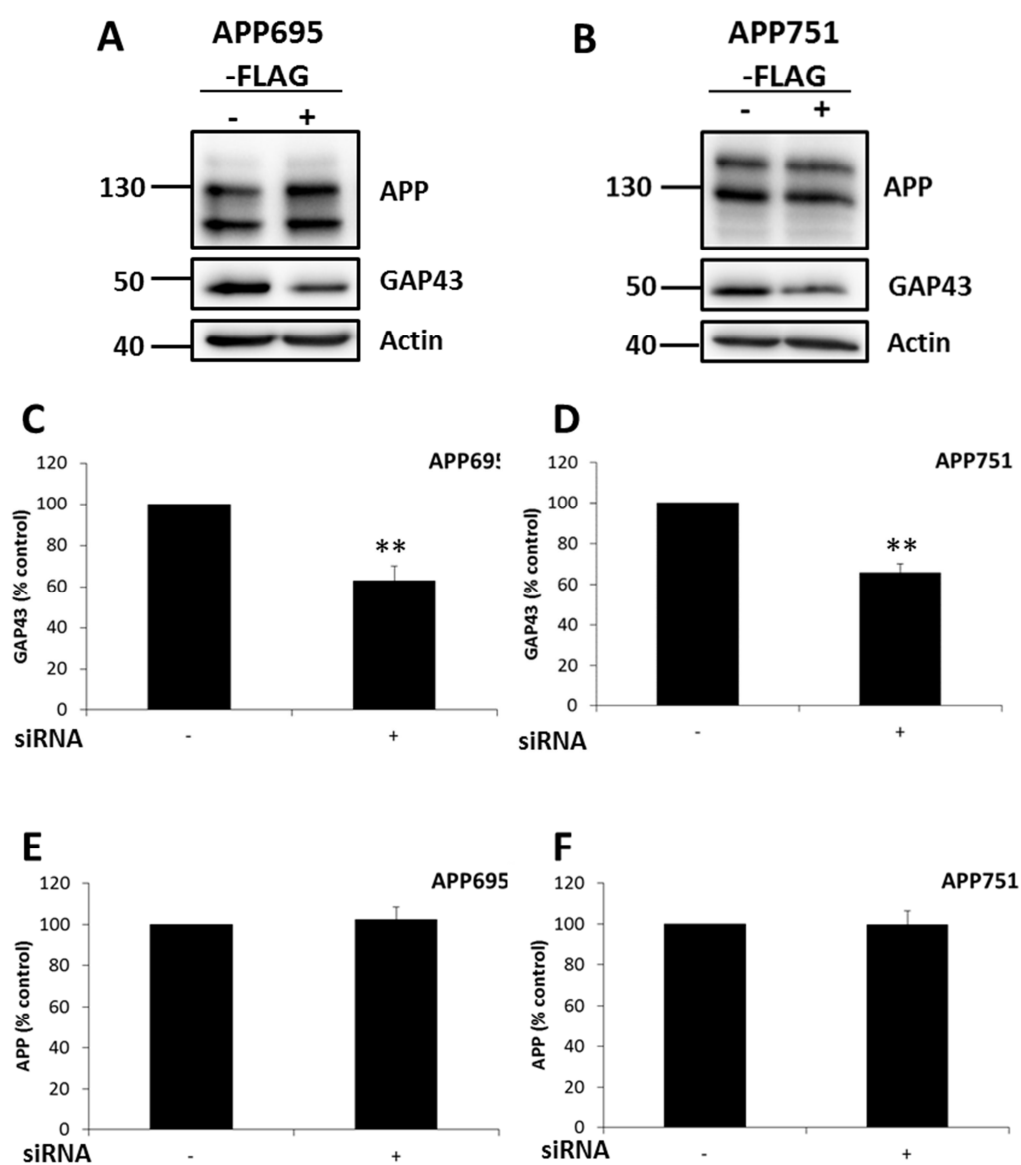 A
APP695
-FLAG
- +
130
APP
50
GAP43
40
Actin
B
APP751
-FLAG
- +
130
APP
50
GAP43
40
Actin
C
APP695
GAP43 (% control)
120
100
80
60
40
20
0
**
siRNA - +
D
APP751
GAP43 (% control)
120
100
80
60
40
20
0
**
siRNA - +
E
APP695
APP (% control)
120
100
80
60
40
20
0
siRNA - +
F
APP751
APP (% control)
120
100
80
60
40
20
0
siRNA - +